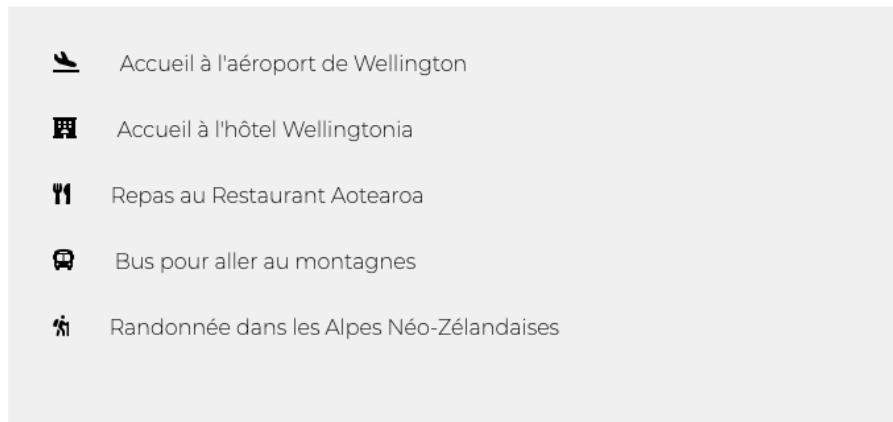 Accueil à l'aéroport de Wellington
Accueil à l'hôtel Wellingtonia
Repas au Restaurant Aotearoa
Bus pour aller au montagnes
Randonnée dans les Alpes Néo-Zélandaises